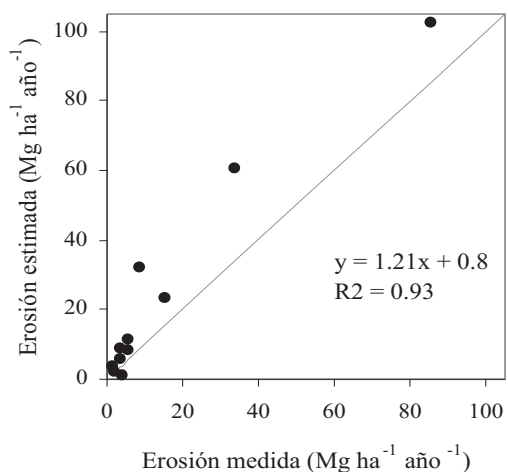 Erosión estimada (Mg ha⁻¹ año⁻¹)
100
80
60
40
20
0
y = 1.21x + 0.8
R2 = 0.93
0 20 40 60 80 100
Erosión medida (Mg ha⁻¹ año ⁻¹)